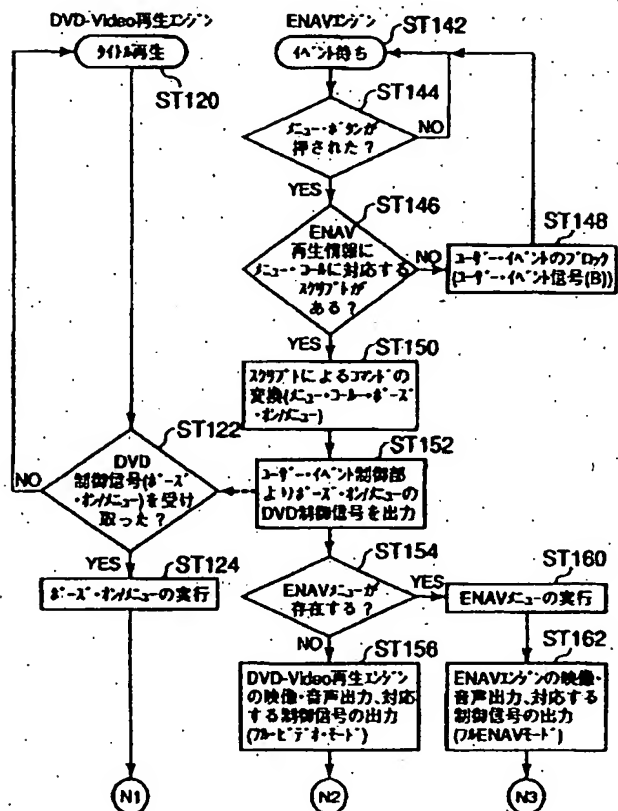 DVD-Video再生エンジン
タイトル再生
ST120
ENAVエンジン
イベント待ち
ST142
ST144
メニュー・ボタンが
押された?
NO
YES
ST146
ENAV
再生情報に
メニュー・コールに対応する
スクリプトが
ある?
NO
ST148
ユーザー・イベントのブロック
(ユーザー・イベント信号(B))
YES
ST150
スクリプトによるコマンドの
変換(メニュー・コール→ポーズ
・オン/メニュー)
ST122
DVD
制御信号(ポーズ
・オン/メニュー)を受け
取った?
NO
YES
ST152
ユーザー・イベント制御部
よりポーズ・オン/メニューの
DVD制御信号を出力
ST124
ポーズ・オン/メニューの実行
ST154
ENAVメニューが
存在する?
YES
NO
ST160
ENAVメニューの実行
ST156
DVD-Video再生エンジン
の映像・音声出力、対応
する制御信号の出力
(フル・ビデオ・モード)
ST162
ENAVエンジンの映像・
音声出力、対応する
制御信号の出力
(フルENAVモード)
N1
N2
N3